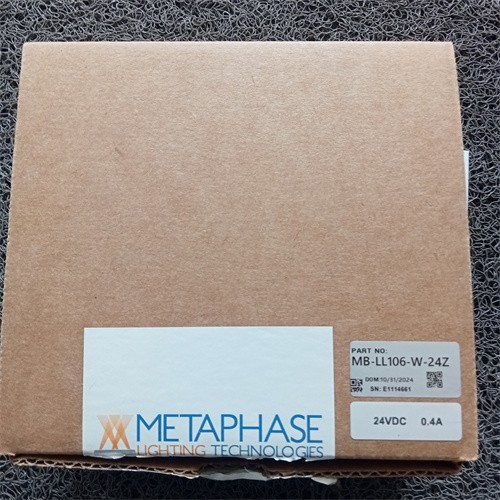 PART NO:
MB-LL106-W-24Z
DOM:10/31/2024
SN: E1114661
24VDC 0.4A
METAPHASE
LIGHTING TECHNOLOGIES